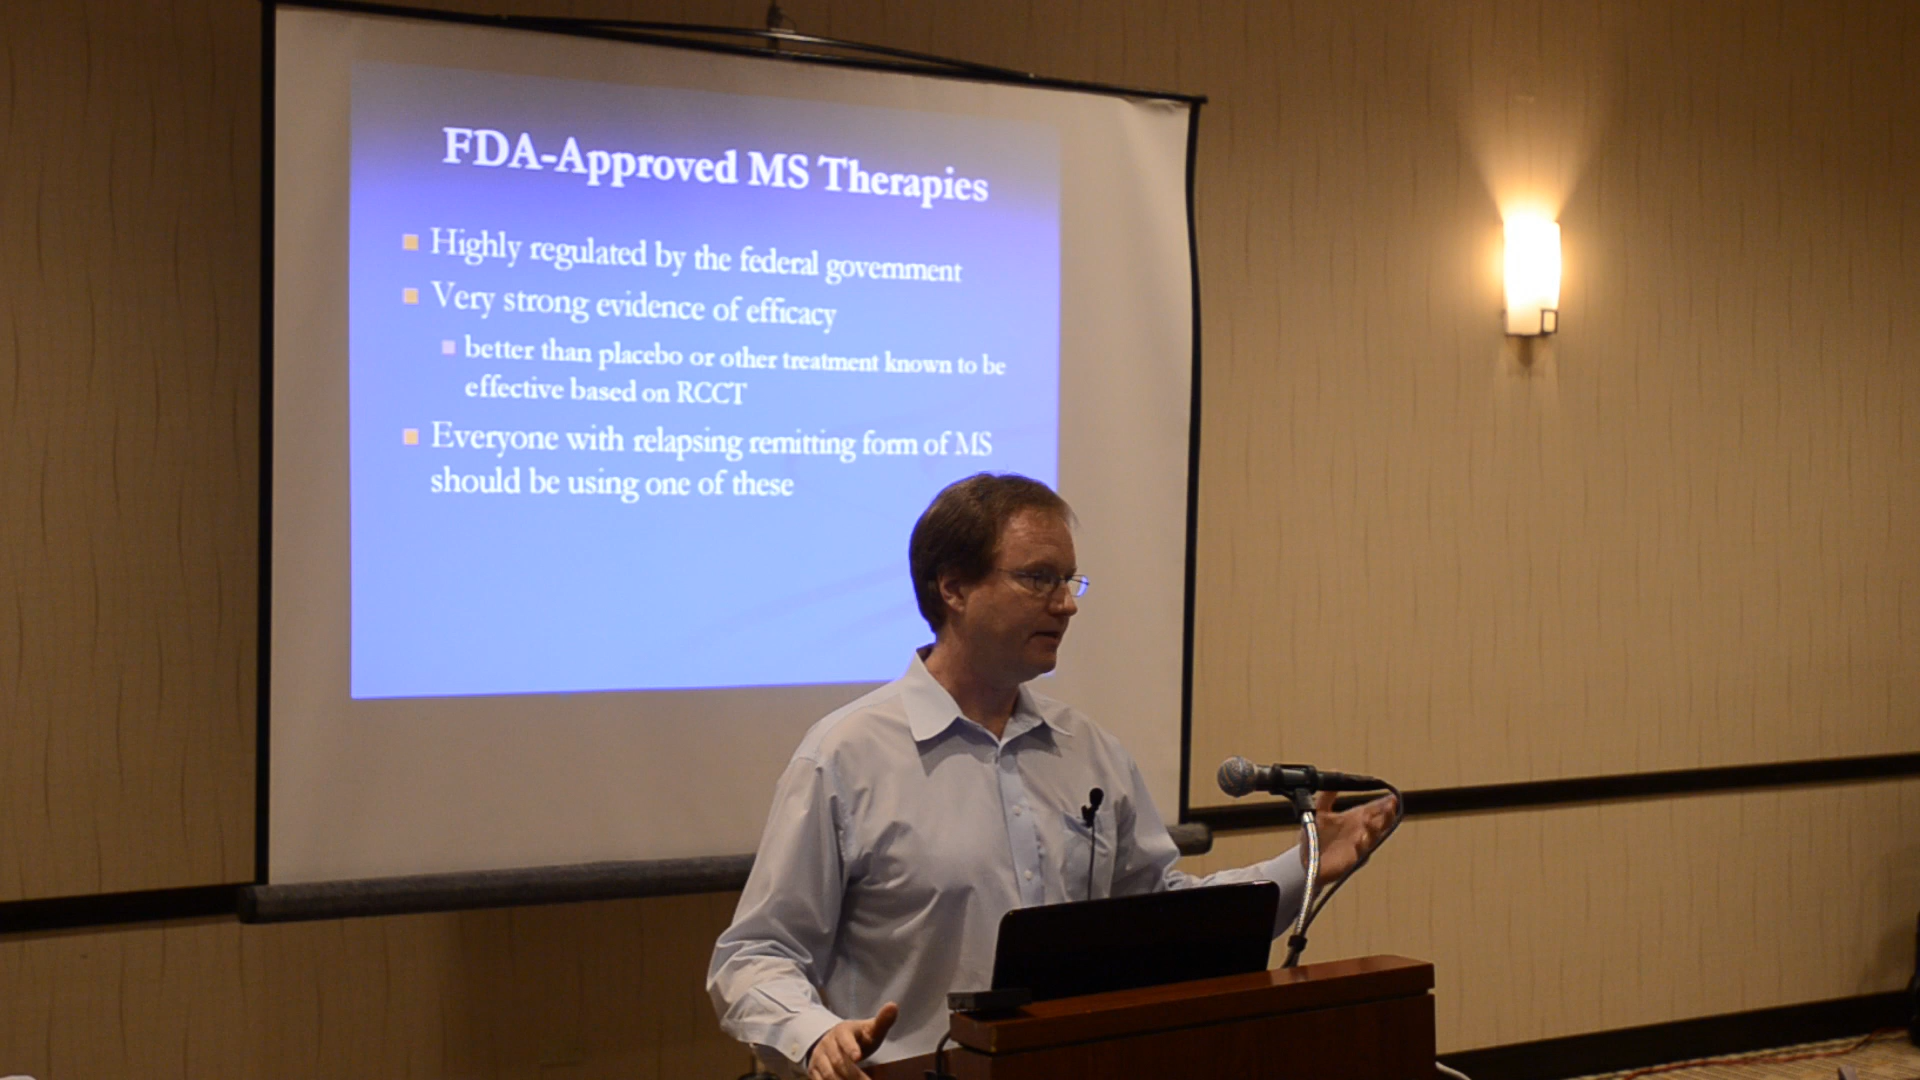 FDA-Approved MS Therapies
Highly regulated by the federal government
Very strong evidence of efficacy
better than placebo or other treatment known to be
effective based on RCCT
Everyone with relapsing remitting form of MS
should be using one of these